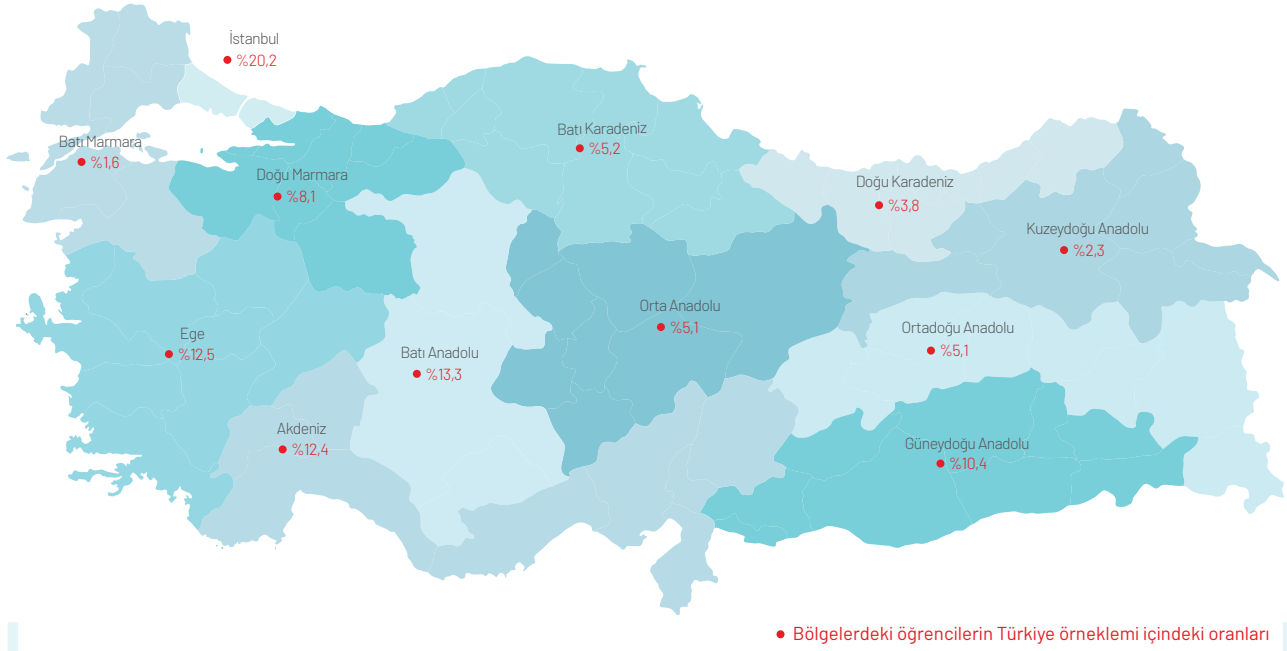 İstanbul
%20,2
Batı Marmara
%1,6
Doğu Marmara
%8,1
Batı Karadeniz
%5,2
Doğu Karadeniz
%3,8
Kuzeydoğu Anadolu
%2,3
Orta Anadolu
%5,1
Ortadoğu Anadolu
%5,1
Ege
%12,5
Batı Anadolu
%13,3
Akdeniz
%12,4
Güneydoğu Anadolu
%10,4
Bölgelerdeki öğrencilerin Türkiye örneklemi içindeki oranları